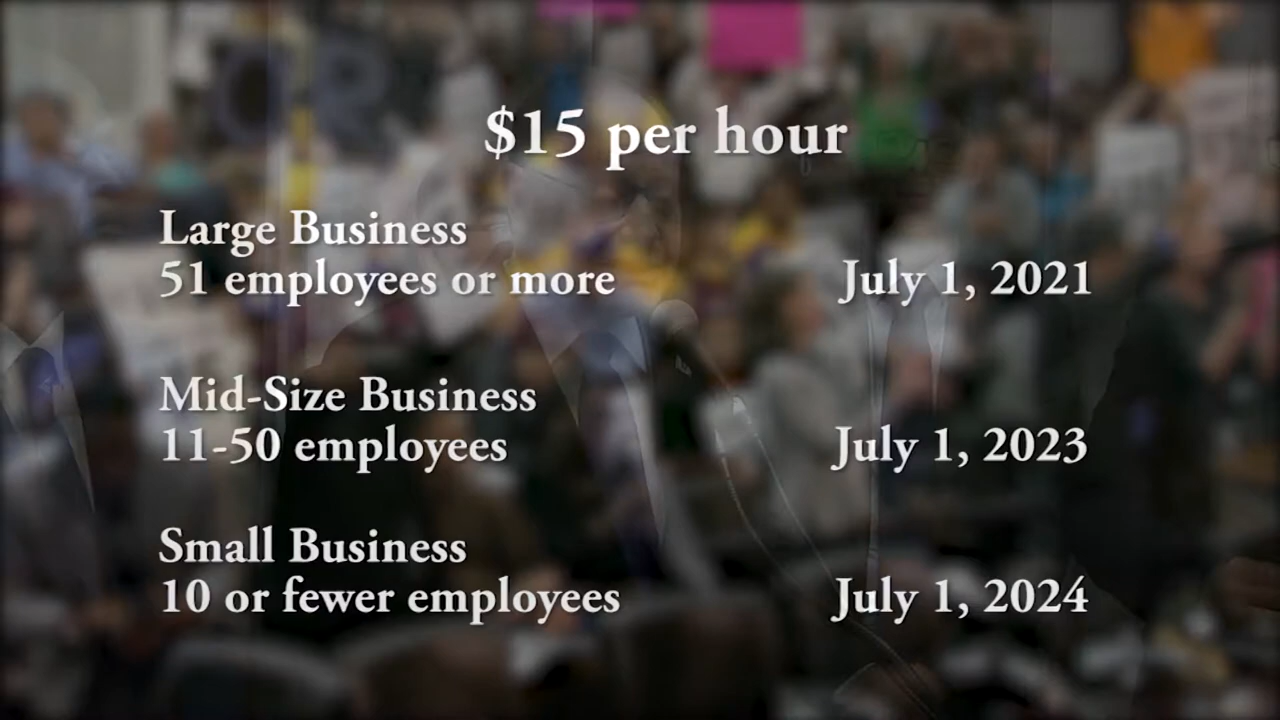 $15 per hour
Large Business
51 employees or more
July 1, 2021
Mid-Size Business
11-50 employees
July 1, 2023
Small Business
10 or fewer employees
July 1, 2024